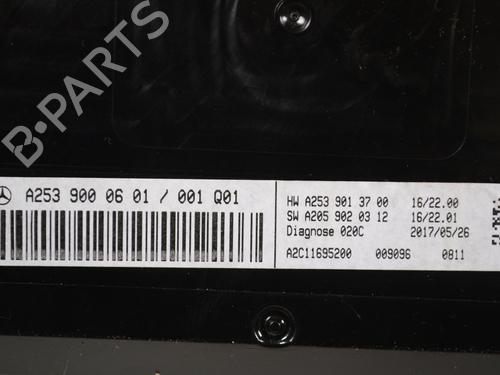 B-PARTS
A253 900 06 01 / 001 Q01
HW A253 901 37 00 16/22.00
SW A205 902 03 12 16/22.01
Diagnose 020C 2017/05/26
A2C11695200 009096 0811